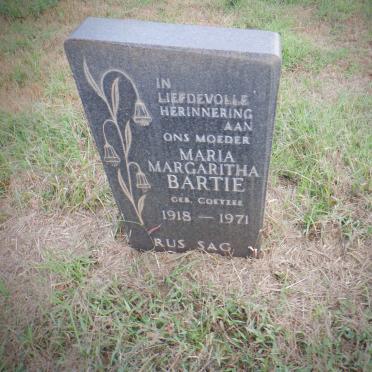 IN
LIEFDEVOLLE
HERINNERING
AAN
ONS MOEDER
MARIA
MARGARITHA
BARTIE
GEB. COETZEE
1918 — 1971
RUS SAG